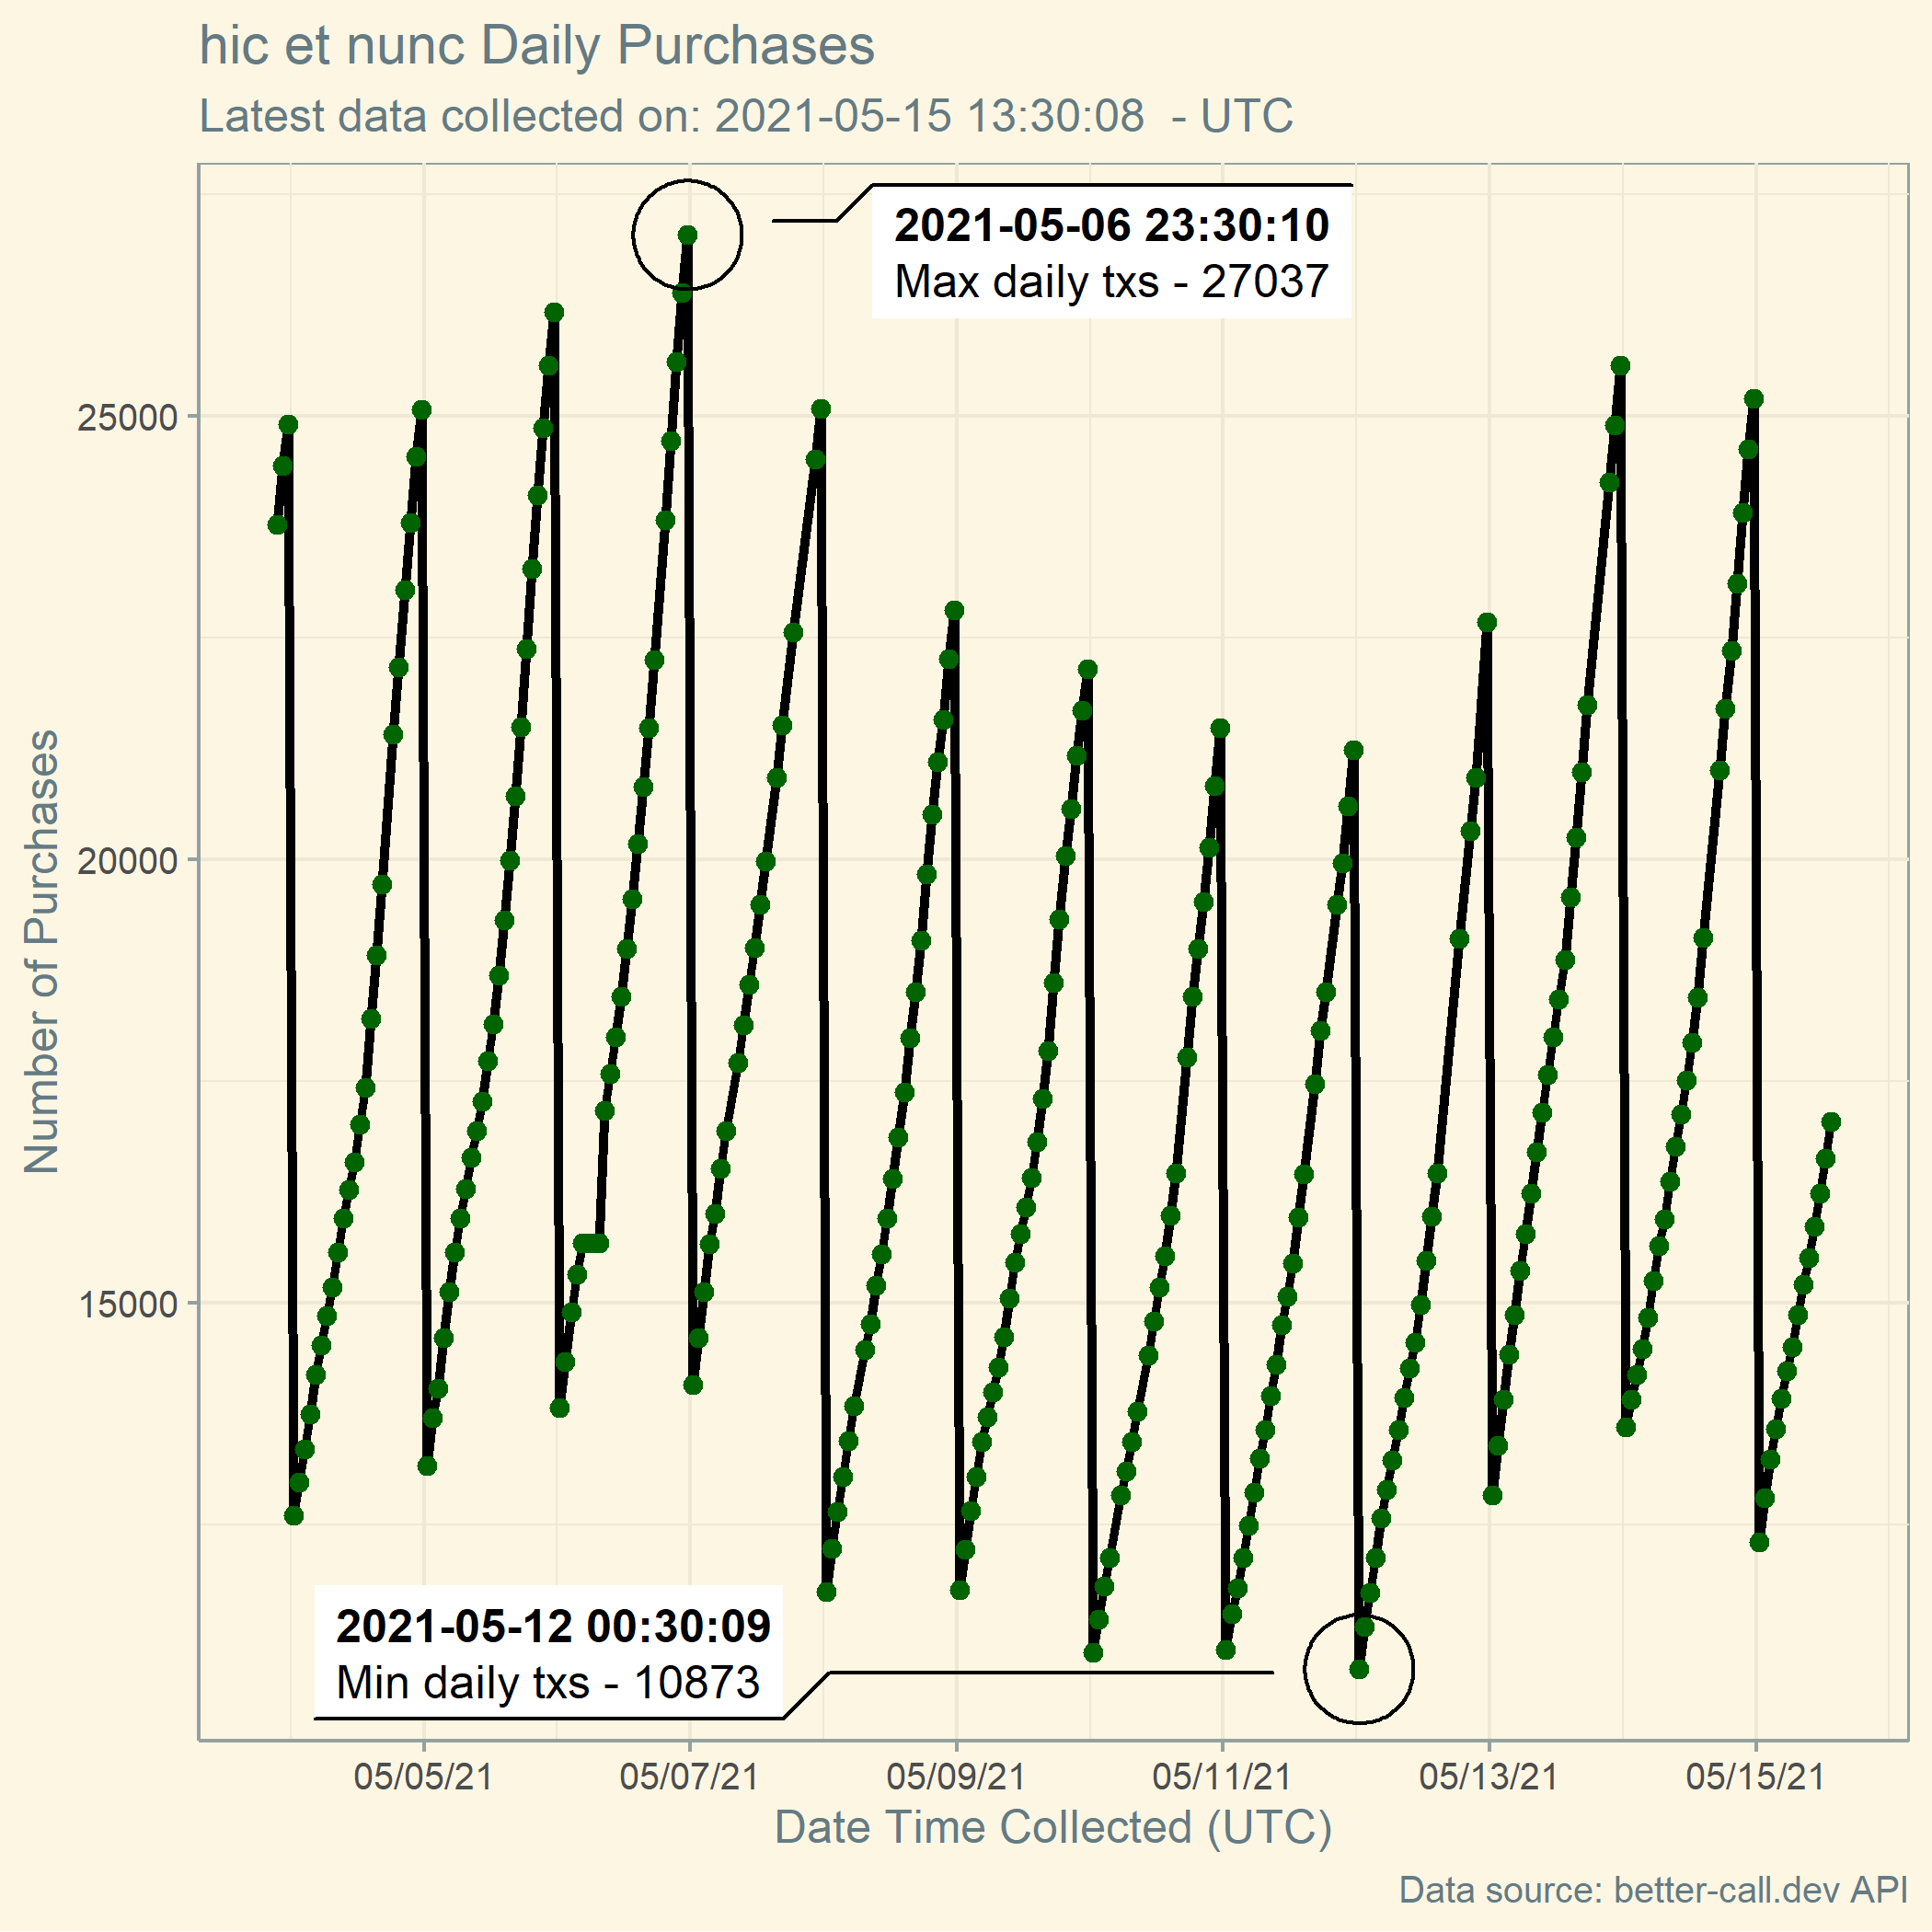 hic et nunc Daily Purchases
Latest data collected on: 2021-05-15 13:30:08  - UTC
2021-05-06 23:30:10
Max daily txs - 27037
25000
20000
15000
Number of Purchases
2021-05-12 00:30:09
Min daily txs - 10873
05/05/21 05/07/21 05/09/21 05/11/21 05/13/21 05/15/21
Date Time Collected (UTC)
Data source: better-call.dev API